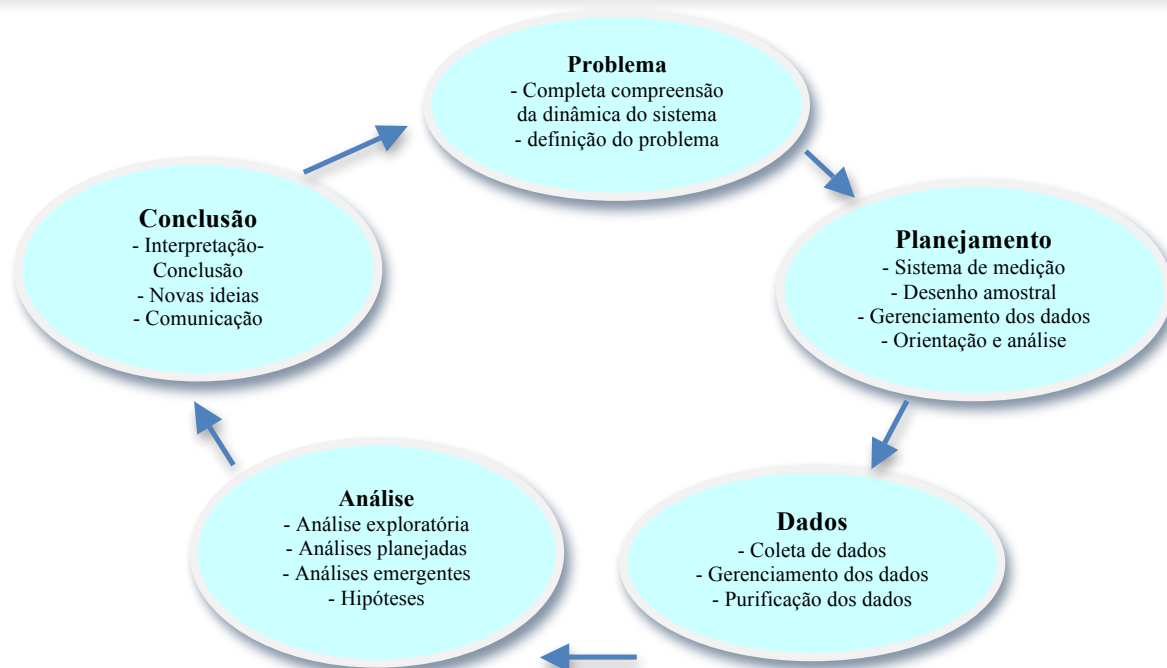 Problema
- Completa compreensão
da dinâmica do sistema
- definição do problema
Planejamento
- Sistema de medição
- Desenho amostral
- Gerenciamento dos dados
- Orientação e análise
Dados
- Coleta de dados
- Gerenciamento dos dados
- Purificação dos dados
Análise
- Análise exploratória
- Análises planejadas
- Análises emergentes
- Hipóteses
Conclusão
- Interpretação-
Conclusão
- Novas ideias
- Comunicação